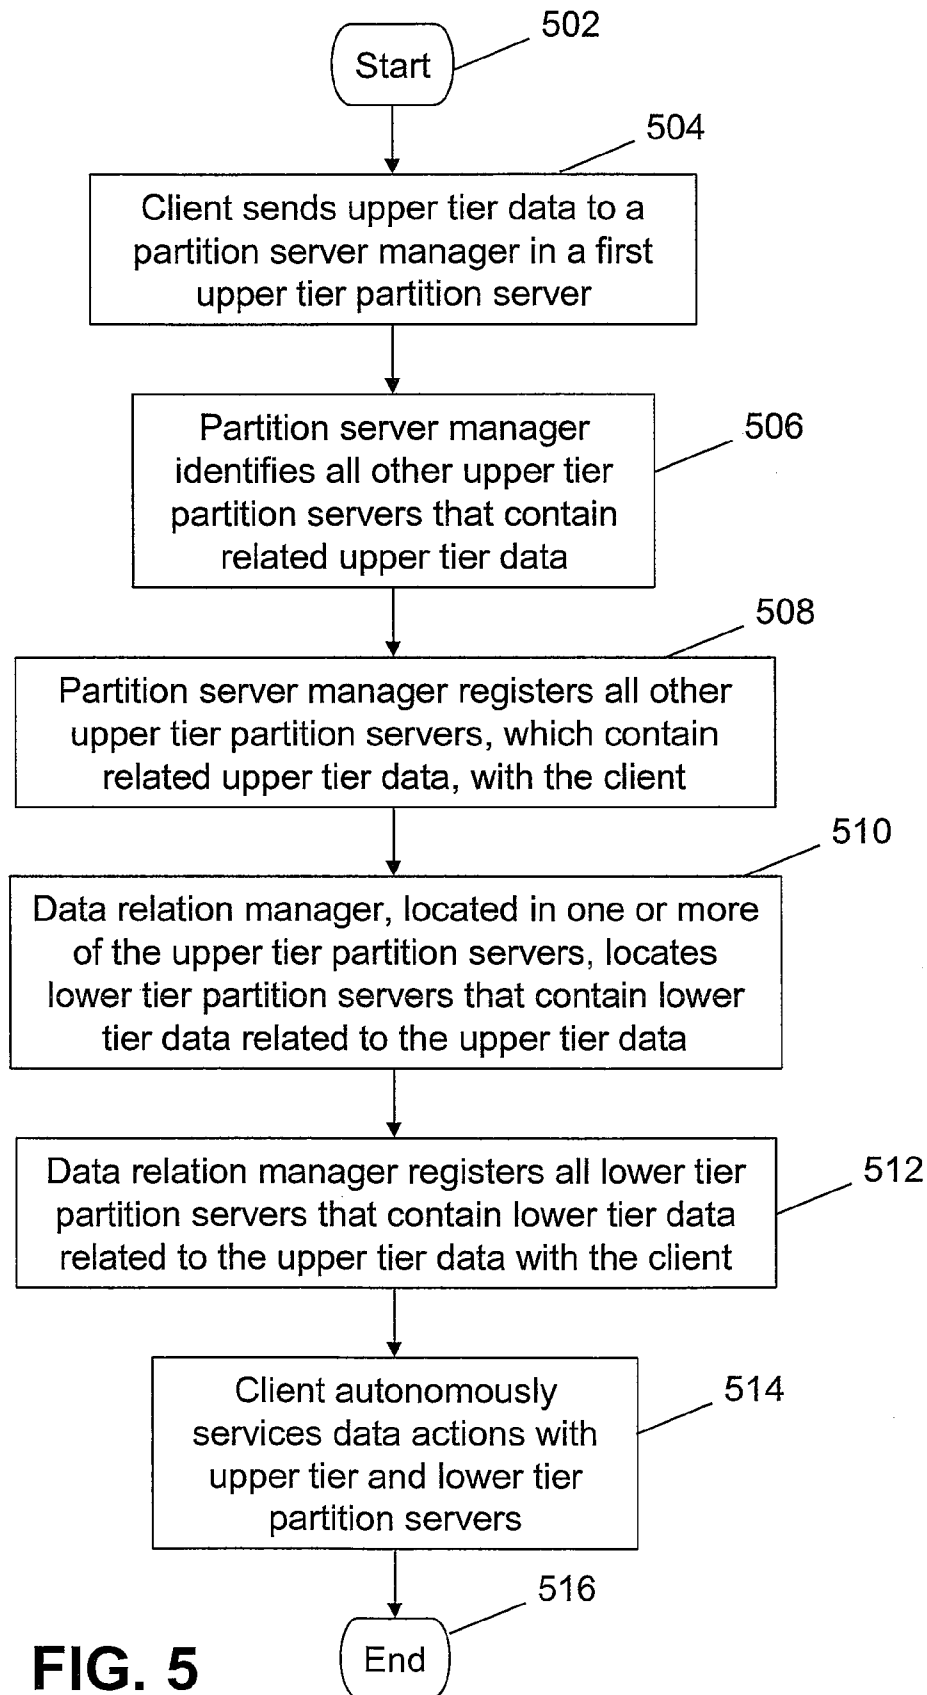 502
Start
504
Client sends upper tier data to a
partition server manager in a first
upper tier partition server
Partition server manager
identifies all other upper tier
partition servers that contain
related upper tier data
506
508
Partition server manager registers all other
upper tier partition servers, which contain
related upper tier data, with the client
510
Data relation manager, located in one or more
of the upper tier partition servers, locates
lower tier partition servers that contain lower
tier data related to the upper tier data
Data relation manager registers all lower tier
partition servers that contain lower tier data
related to the upper tier data with the client
512
Client autonomously
services data actions with
upper tier and lower tier
partition servers
514
516
End
FIG. 5